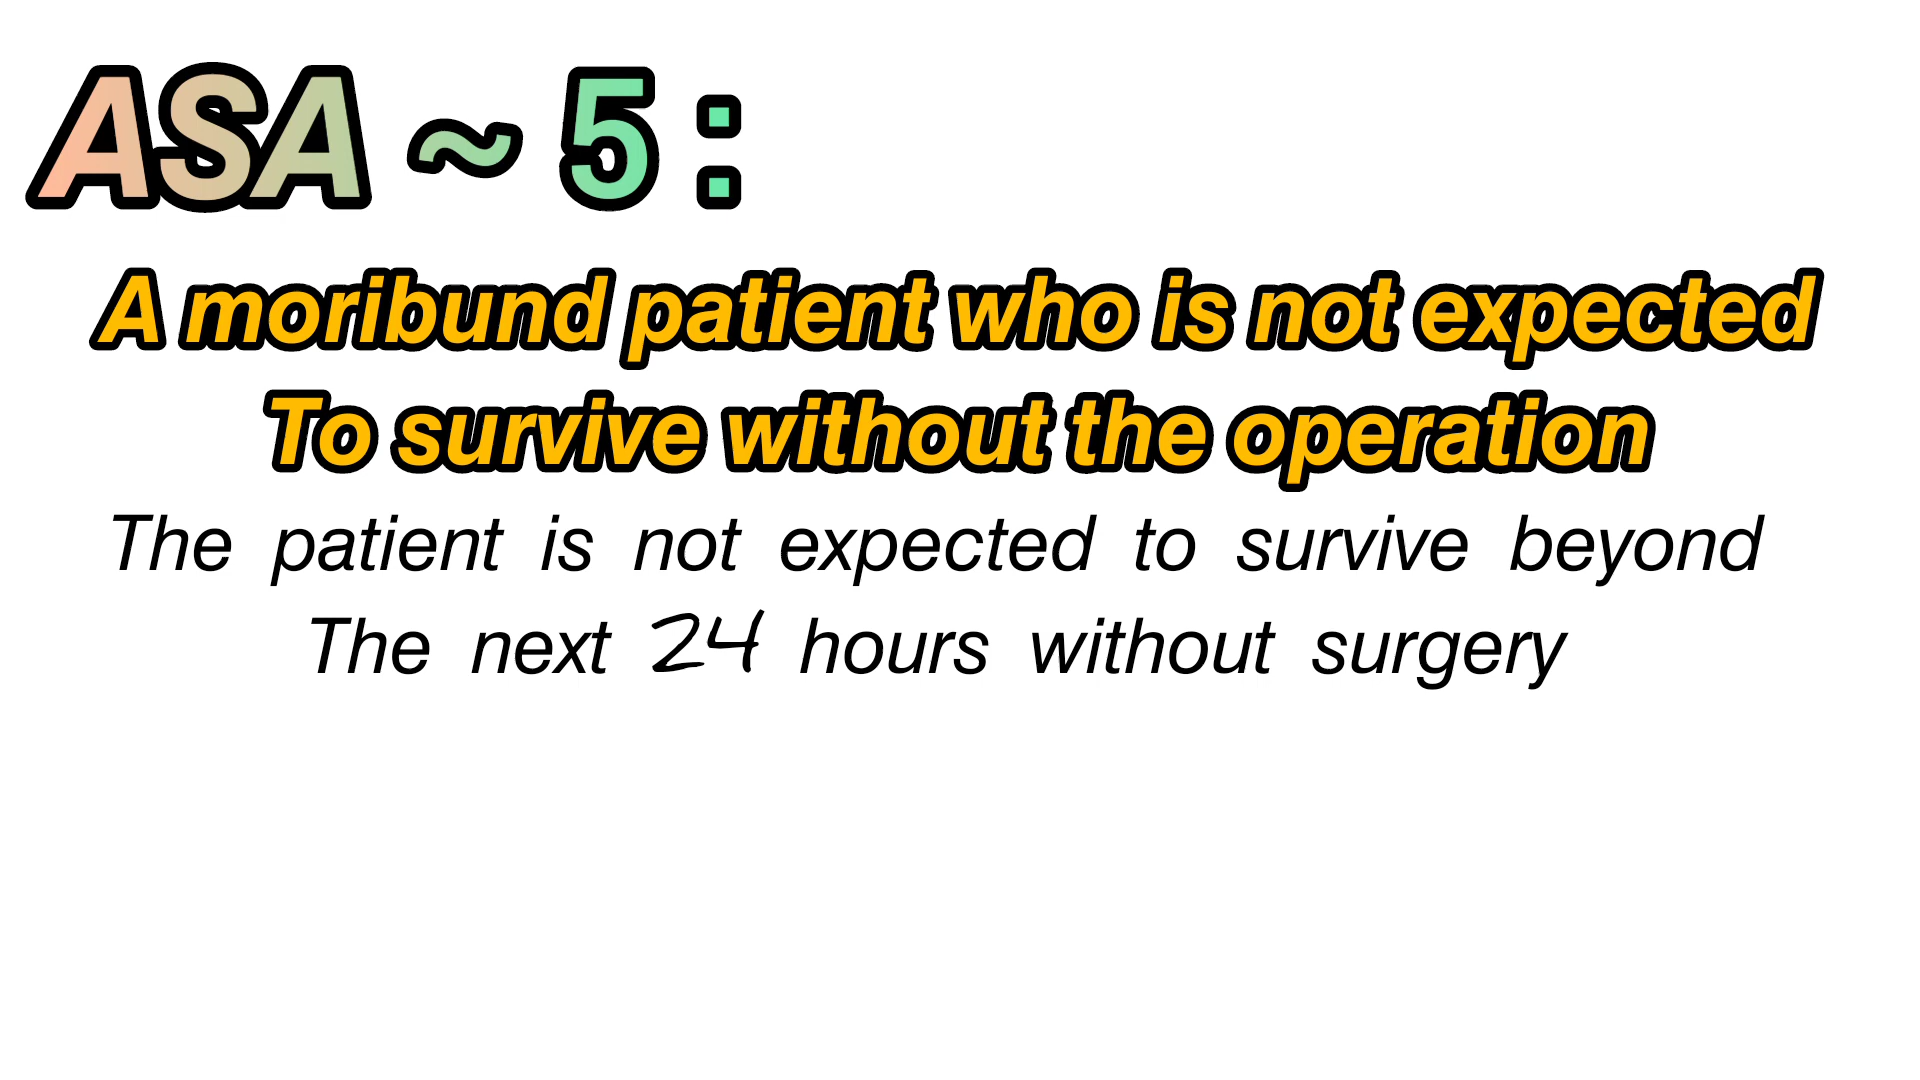 ASA ~ 5 :
A moribund patient who is not expected
To survive without the operation
The patient is not expected to survive beyond
The next 24 hours without surgery